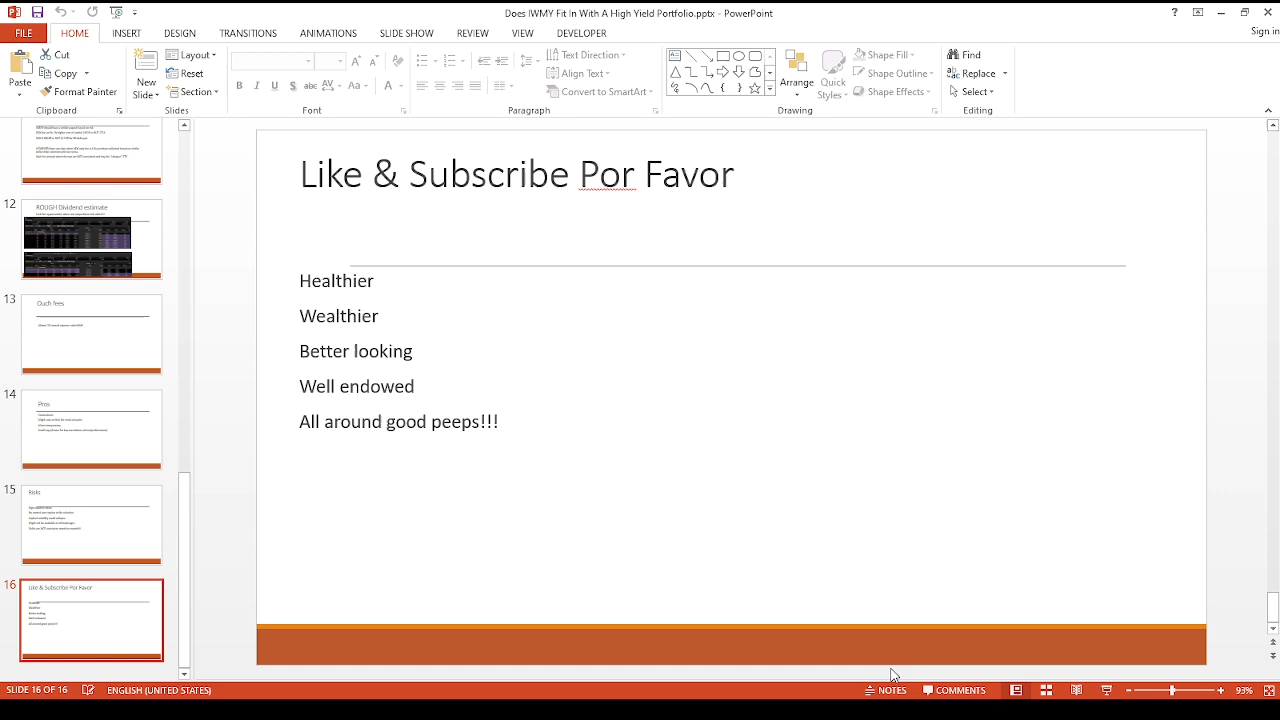 Does IWMY Fit In With A High Yield Portfolio.pptx - PowerPoint
?
FILE HOME INSERT DESIGN TRANSITIONS ANIMATIONS SLIDE SHOW REVIEW VIEW DEVELOPER Sign in
Paste
Cut
Copy
Format Painter
Clipboard
New Slide
Layout
Reset
Section
Slides
B I U S abc AV Aa A
Font
Text Direction
Align Text
Convert to SmartArt
Paragraph
Arrange
Quick Styles
Shape Fill
Shape Outline
Shape Effects
Drawing
Find
Replace
Select
Editing
12
ROUGH Dividend estimate
13
Ouch fees
14
Pros
15
Risks
16
Like & Subscribe Por Favor
Like & Subscribe Por Favor
Healthier
Wealthier
Better looking
Well endowed
All around good peeps!!!
SLIDE 16 OF 16 ENGLISH (UNITED STATES) NOTES COMMENTS 93%